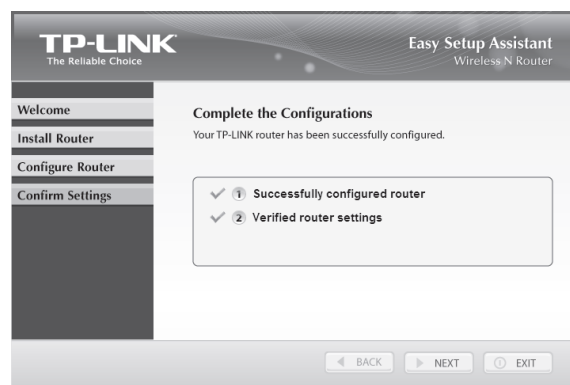 TP-LINK
The Reliable Choice
Easy Setup Assistant
Wireless N Router
Welcome
Install Router
Configure Router
Confirm Settings
Complete the Configurations
Your TP-LINK router has been successfully configured.
1 Successfully configured router
2 Verified router settings
BACK
NEXT
EXIT